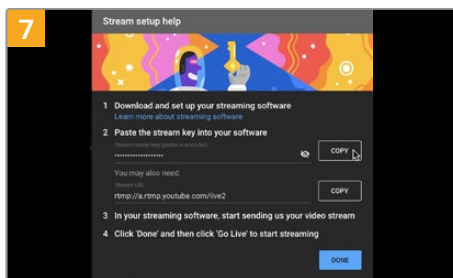 7
Stream setup help
1 Download and set up your streaming software
Learn more about streaming software
2 Paste the stream key into your software
Stream name/key (paste in encoder)
••••••••••••••••••••
COPY
You may also need:
Stream URL
rtmp://a.rtmp.youtube.com/live2
COPY
3 In your streaming software, start sending us your video stream
4 Click 'Done' and then click 'Go Live' to start streaming
DONE